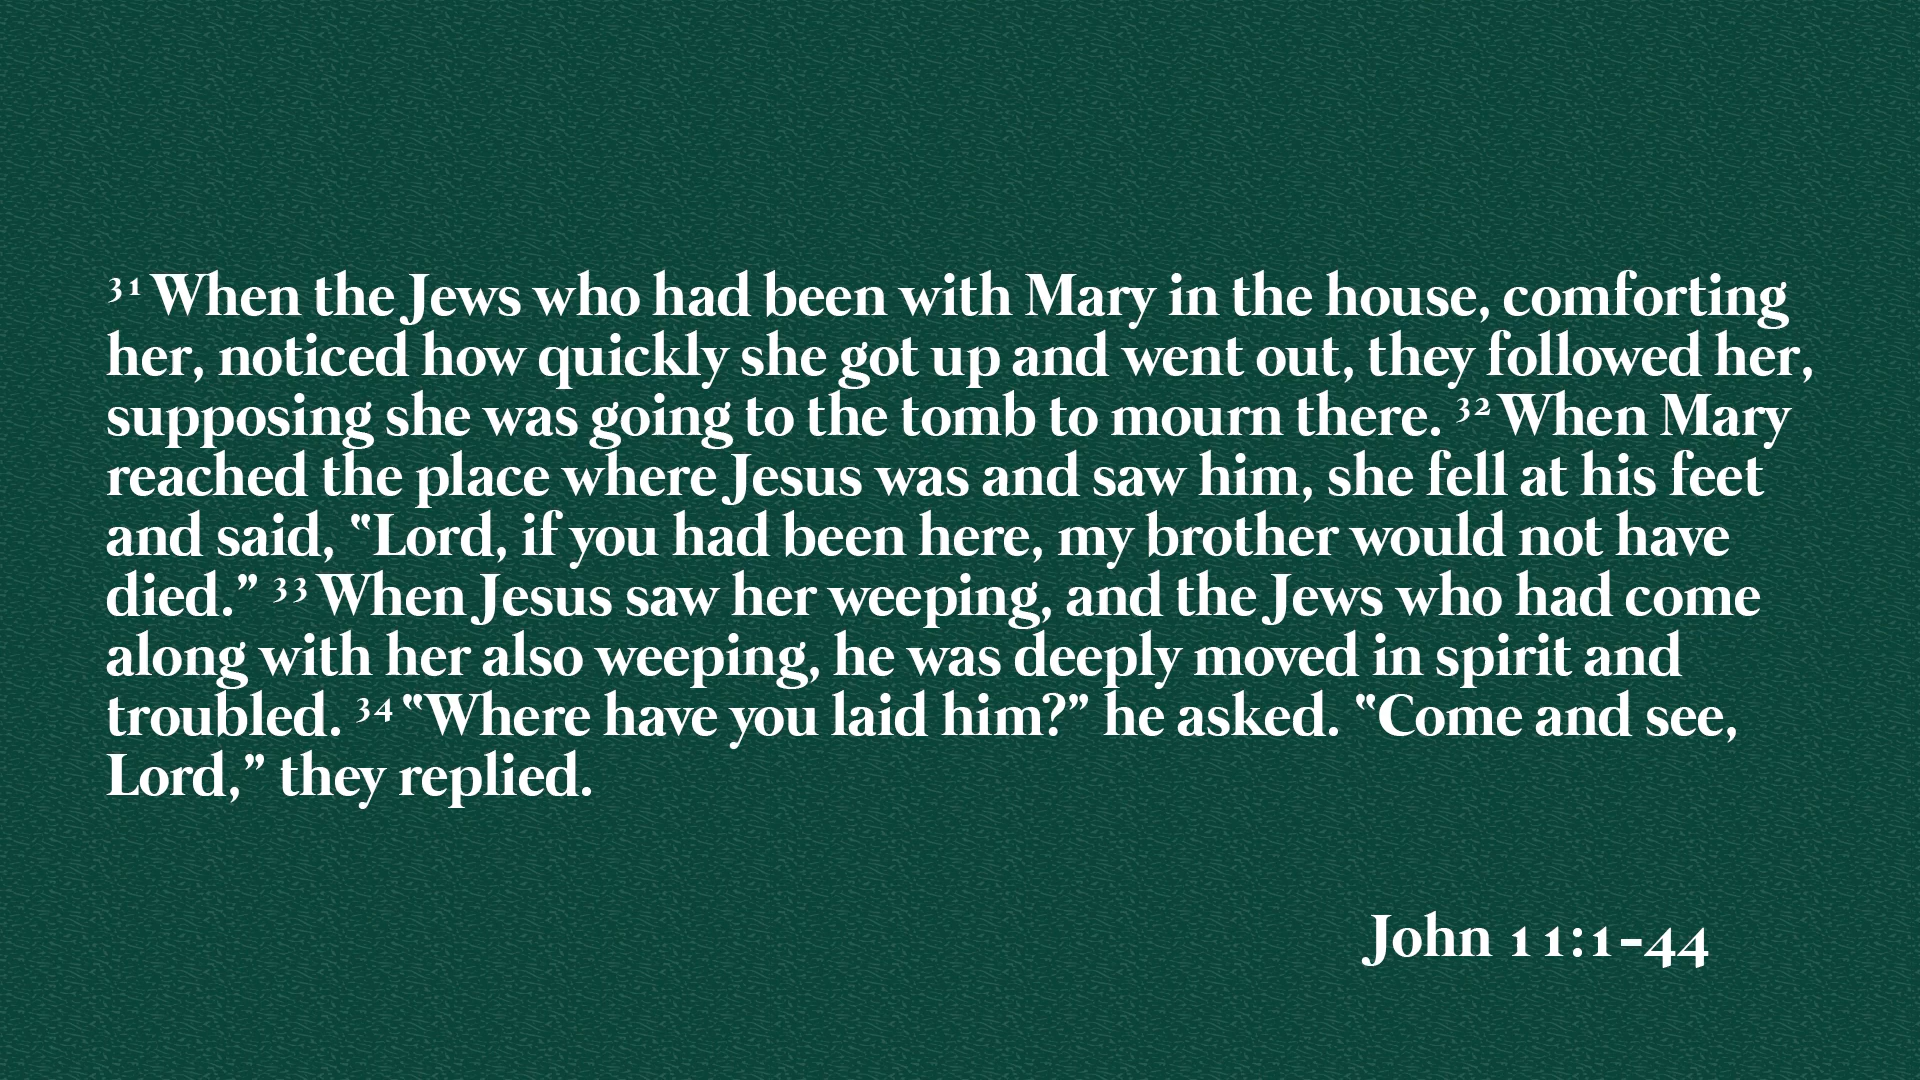 ³¹ When the Jews who had been with Mary in the house, comforting
her, noticed how quickly she got up and went out, they followed her,
supposing she was going to the tomb to mourn there. ³² When Mary
reached the place where Jesus was and saw him, she fell at his feet
and said, “Lord, if you had been here, my brother would not have
died.” ³³ When Jesus saw her weeping, and the Jews who had come
along with her also weeping, he was deeply moved in spirit and
troubled. ³⁴ “Where have you laid him?” he asked. “Come and see,
Lord,” they replied.
John 11:1-44